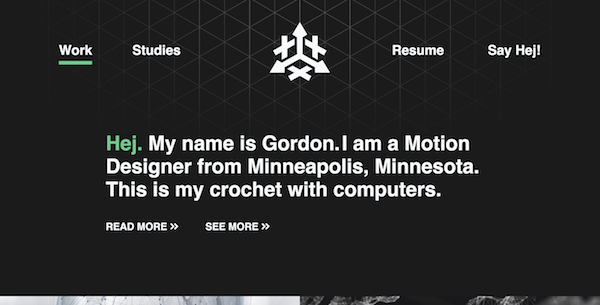 Work Studies Resume Say Hej!
Hej. My name is Gordon. I am a Motion
Designer from Minneapolis, Minnesota.
This is my crochet with computers.
READ MORE » SEE MORE »